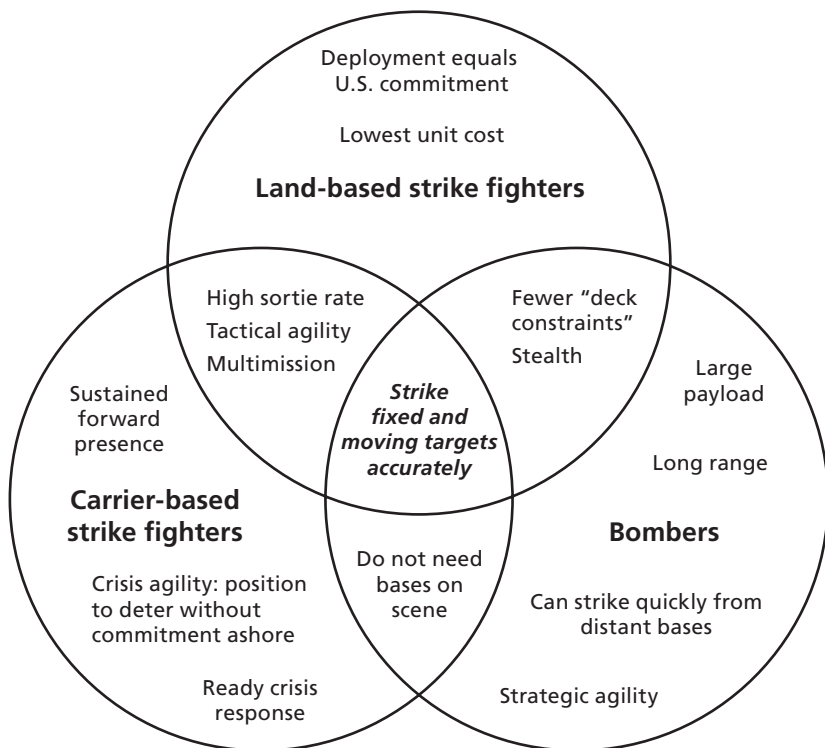 Deployment equals
U.S. commitment
Lowest unit cost
Land-based strike fighters
High sortie rate
Tactical agility
Multimission
Fewer “deck
constraints”
Stealth
Sustained
forward
presence
Strike
fixed and
moving targets
accurately
Large
payload
Long range
Carrier-based
strike fighters
Bombers
Crisis agility: position
to deter without
commitment ashore
Do not need
bases on
scene
Can strike quickly from
distant bases
Ready crisis
response
Strategic agility